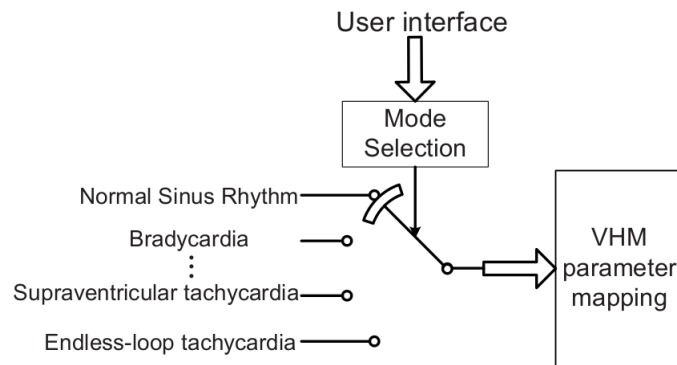 User interface
Mode
Selection
Normal Sinus Rhythm
Bradycardia
Supraventricular tachycardia
Endless-loop tachycardia
VHM
parameter
mapping